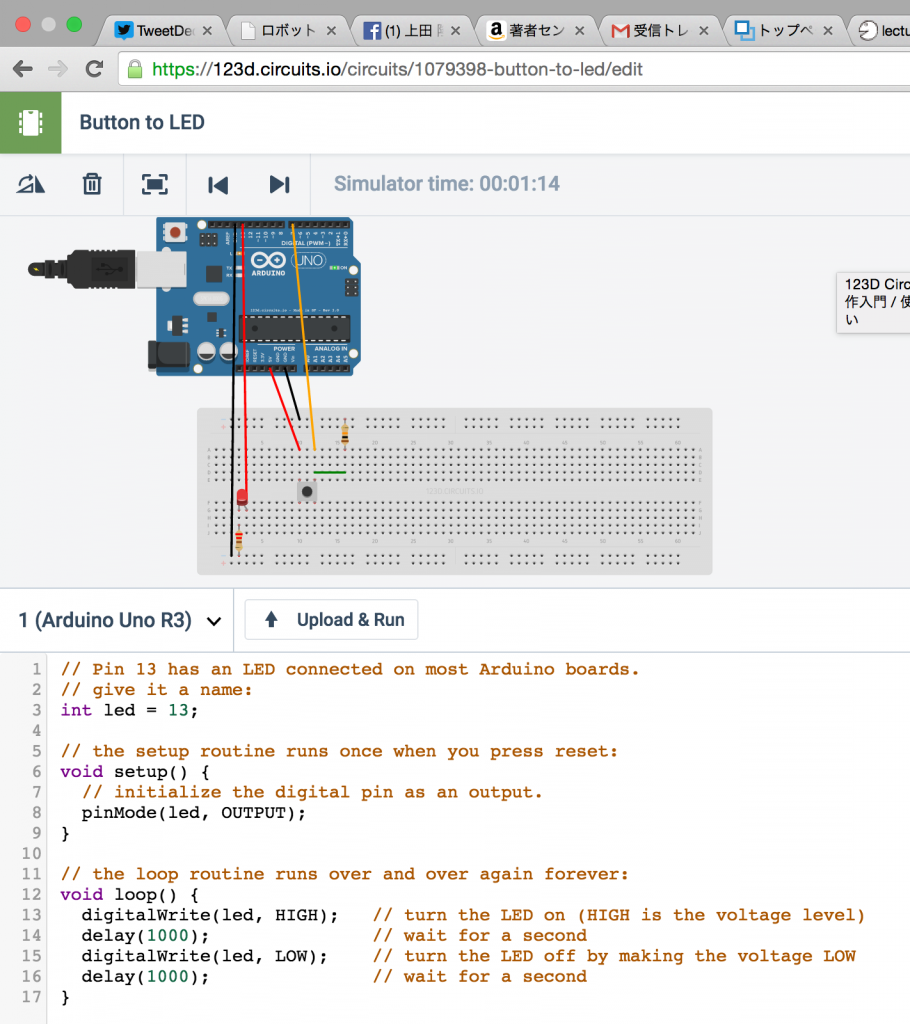 TweetDe
ロボット
(1) 上田
著者セン
受信トレ
トップペ
lectu
https://123d.circuits.io/circuits/1079398-button-to-led/edit
Button to LED
Simulator time: 00:01:14
DIGITAL (PWM~)
UNO
ARDUINO
ON
POWER
ANALOG IN
123D Circ
作入門 / 使
い
123D.CIRCUITS.IO
1 (Arduino Uno R3)
Upload & Run
1 // Pin 13 has an LED connected on most Arduino boards.
2 // give it a name:
3 int led = 13;
4
5 // the setup routine runs once when you press reset:
6 void setup() {
7 // initialize the digital pin as an output.
8 pinMode(led, OUTPUT);
9 }
10
11 // the loop routine runs over and over again forever:
12 void loop() {
13 digitalWrite(led, HIGH); // turn the LED on (HIGH is the voltage level)
14 delay(1000); // wait for a second
15 digitalWrite(led, LOW); // turn the LED off by making the voltage LOW
16 delay(1000); // wait for a second
17 }